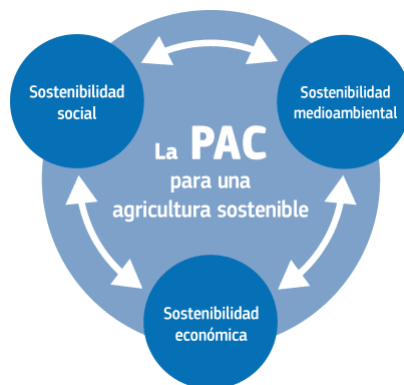 Sostenibilidad
social
Sostenibilidad
medioambiental
La PAC
para una
agricultura sostenible
Sostenibilidad
económica